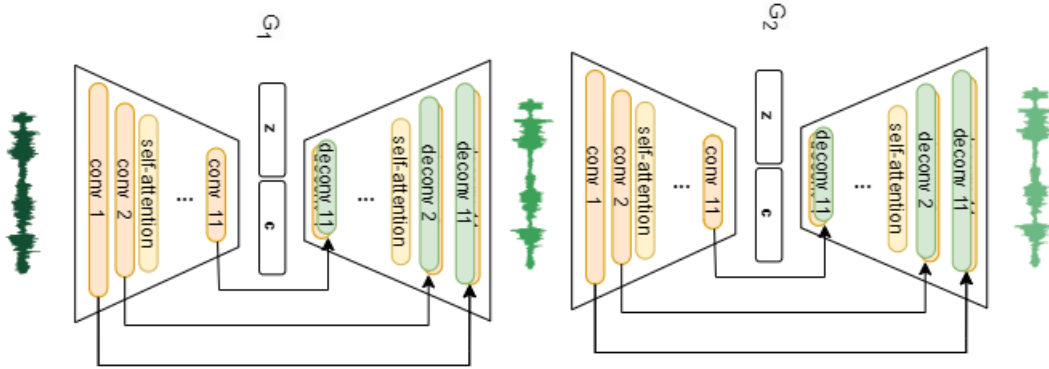 G1
conv 1
conv 2
self-attention
...
conv 11
z
c
deconv 11
...
self-attention
deconv 2
deconv 11
G2
conv 1
conv 2
self-attention
...
conv 11
z
c
deconv 11
...
self-attention
deconv 2
deconv 11